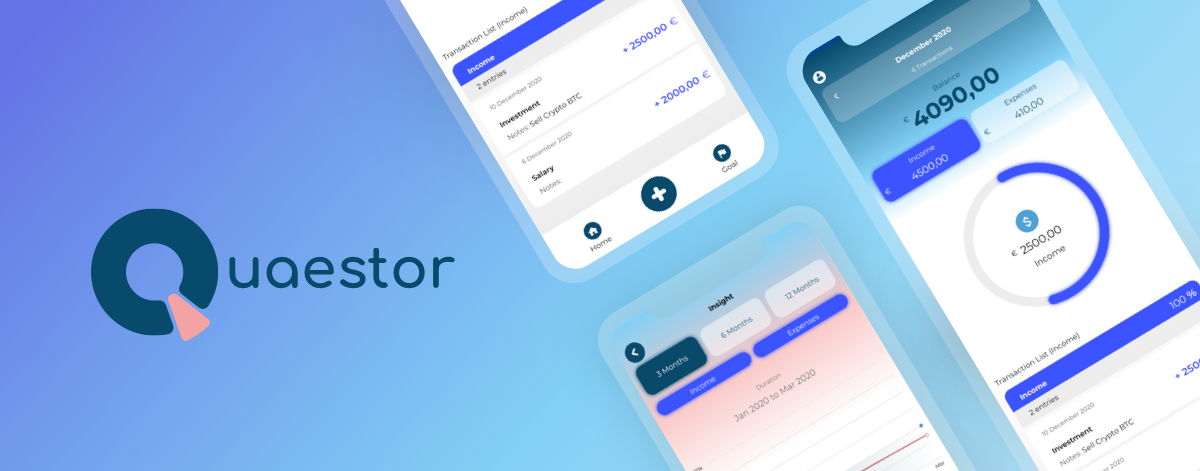 Quaestor
Transaction List (Income)
Income
2 entries
10 December 2020
Investment
Notes: Sell Crypto BTC
+ 2500,00 €
6 December 2020
Salary
Notes:
+ 2000,00 €
Home
Goal
Insight
3 Months
6 Months
12 Months
Income
Expenses
Duration
Jan 2020 to Mar 2020
Mar
December 2020
6 Transactions
Balance
€ 4090,00
Income
€ 4500,00
Expenses
€ 410,00
$
€ 2500,00
Income
Transaction List (Income)
Income
100 %
2 entries
10 December 2020
Investment
Notes: Sell Crypto BTC